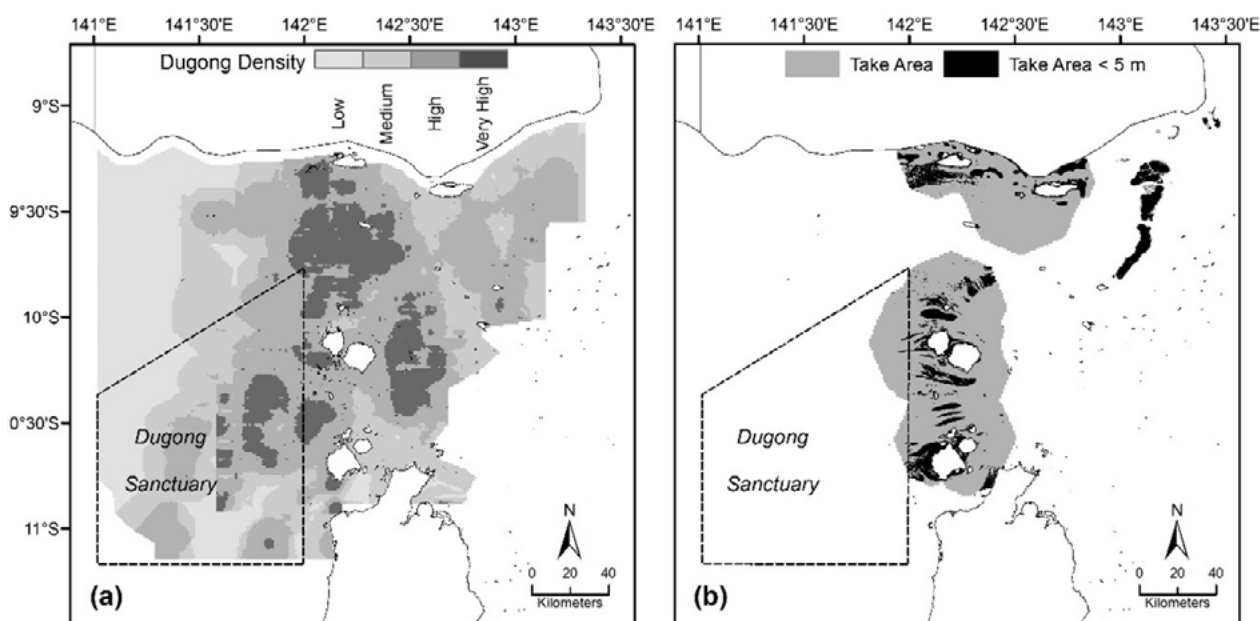 141°E 141°30'E 142°E 142°30'E 143°E 143°30'E
Dugong Density
Low
Medium
High
Very High
9°S
9°30'S
10°S
0°30'S
11°S
Dugong
Sanctuary
N
0 20 40
Kilometers
(a)
141°E 141°30'E 142°E 142°30'E 143°E 143°30'E
Take Area
Take Area < 5 m
Dugong
Sanctuary
N
0 20 40
Kilometers
(b)